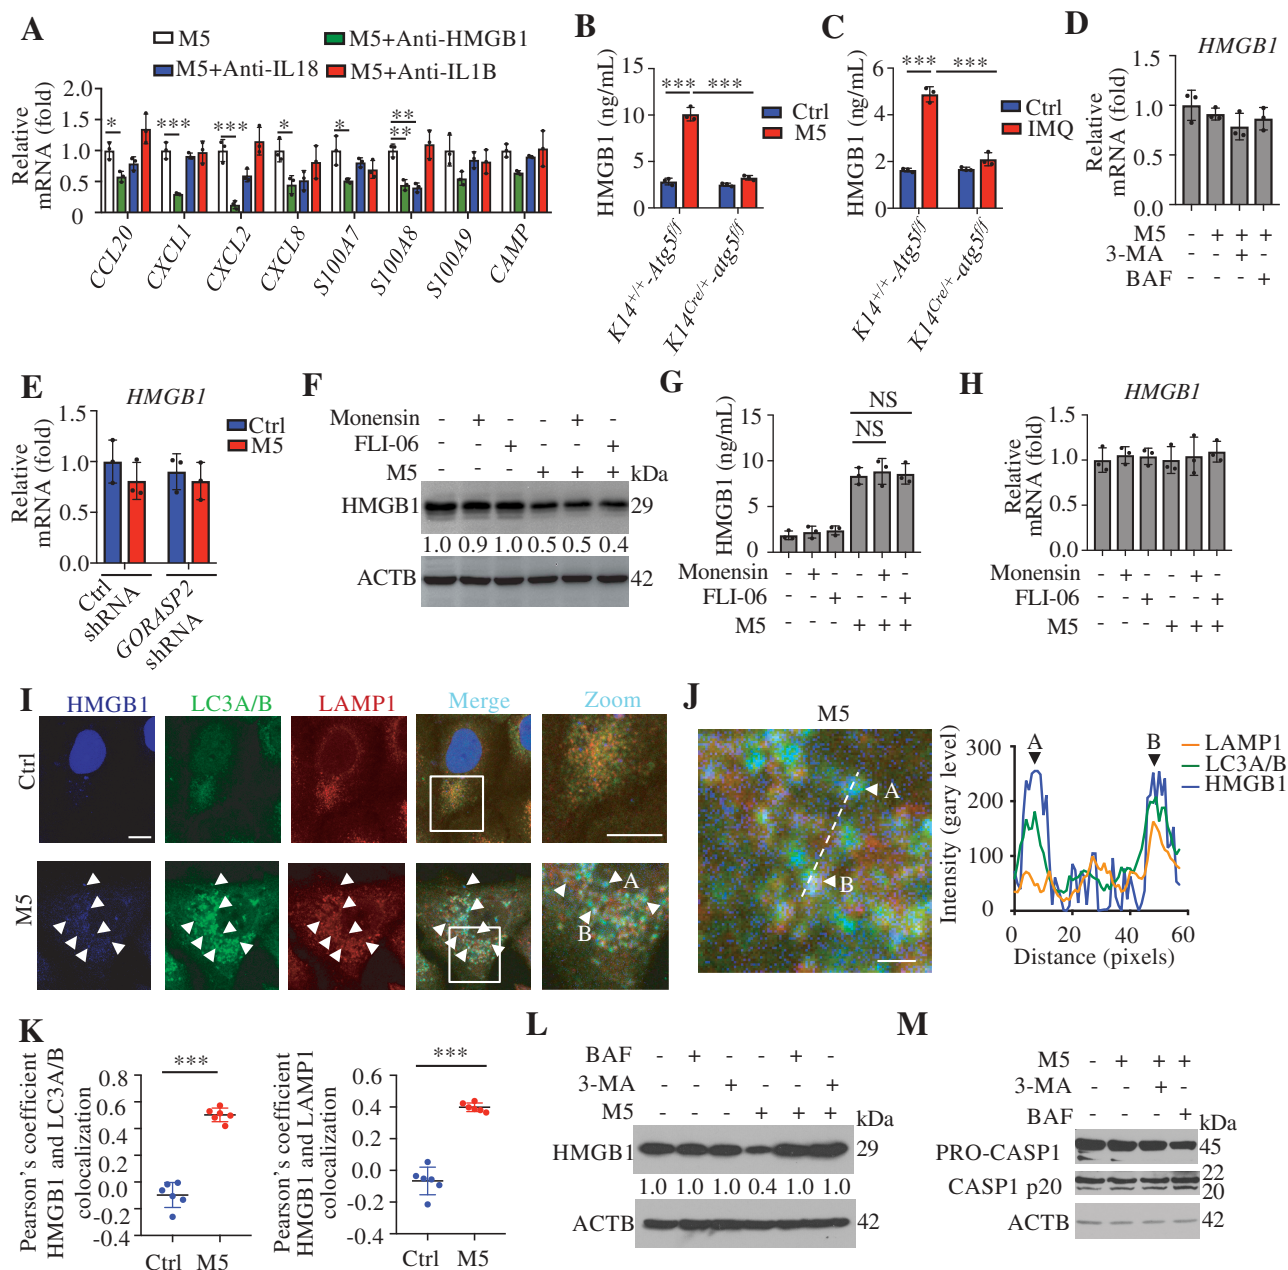 A
M5
M5+Anti-HMGB1
M5+Anti-IL18
M5+Anti-IL1B
Relative
mRNA (fold)
2.0
1.5
1.0
0.5
0
*
***
***
*
*
**
**
CCL20
CXCL1
CXCL2
CXCL8
S100A7
S100A8
S100A9
CAMP
B
HMGB1 (ng/mL)
15
10
5
0
*** ***
Ctrl
M5
K14+/+-Atg5f/f
K14Cre/+-atg5f/f
C
HMGB1 (ng/mL)
6
4
2
0
*** ***
Ctrl
IMQ
K14+/+-Atg5f/f
K14Cre/+-atg5f/f
D
HMGB1
Relative
mRNA (fold)
1.5
1.0
0.5
0.0
M5 - + + +
3-MA - - + -
BAF - - - +
E
HMGB1
Relative
mRNA (fold)
1.5
1.0
0.5
0.0
Ctrl
M5
Ctrl
shRNA
GORASP2
shRNA
F
Monensin - + - - + -
FLI-06 - - + - - +
M5 - - - + + + kDa
HMGB1 29
1.0 0.9 1.0 0.5 0.5 0.4
ACTB 42
G
HMGB1 (ng/mL)
15
10
5
0
NS
NS
Monensin - + - - + -
FLI-06 - - + - - +
M5 - - - + + +
H
HMGB1
Relative
mRNA (fold)
1.5
1.0
0.5
0.0
Monensin - + - - + -
FLI-06 - - + - - +
M5 - - - + + +
I
HMGB1 LC3A/B LAMP1 Merge Zoom
Ctrl
M5
A
B
J
M5
A
B
Intensity (gary level)
300
200
100
0
A B
LAMP1
LC3A/B
HMGB1
0 20 40 60
Distance (pixels)
K
Pearson's coefficient
HMGB1 and LC3A/B
colocalization
0.8
0.6
0.4
0.2
0.0
-0.2
-0.4
***
Ctrl M5
Pearson's coefficient
HMGB1 and LAMP1
colocalization
0.6
0.4
0.2
0.0
-0.2
-0.4
***
Ctrl M5
L
BAF - + - - + -
3-MA - - + - - +
M5 - - - + + + kDa
HMGB1 29
1.0 1.0 1.0 0.4 1.0 1.0
ACTB 42
M
M5 - + + +
3-MA - - + -
BAF - - - + kDa
PRO-CASP1 45
22
CASP1 p20 20
ACTB 42